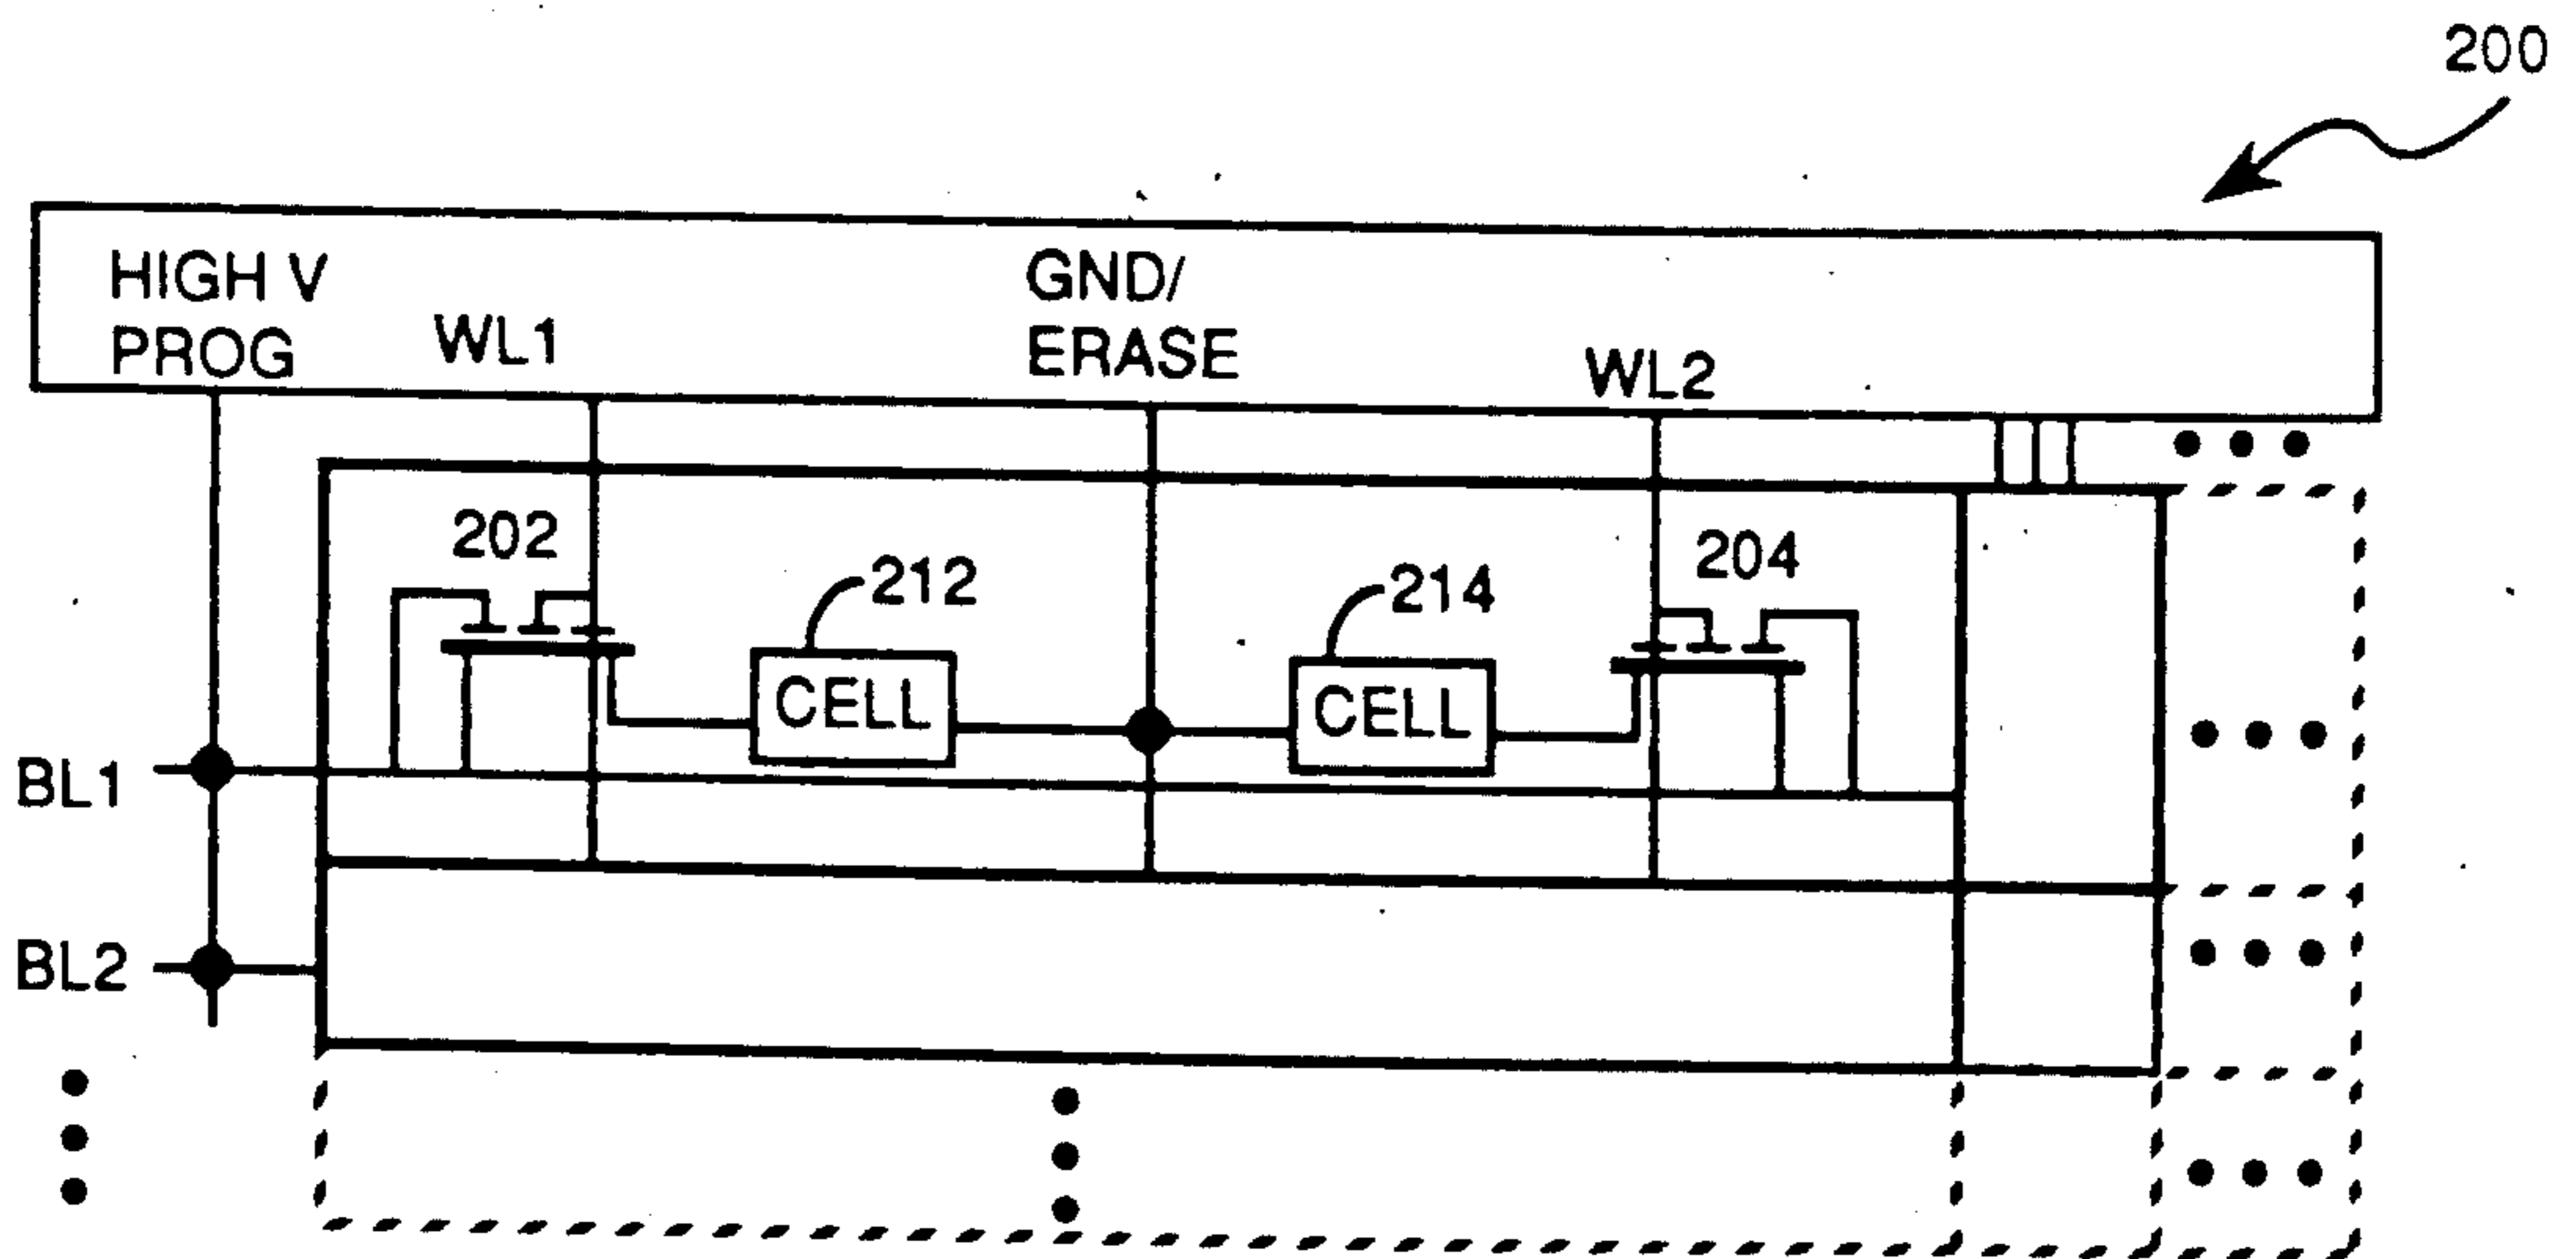 200
HIGH V
PROG
WL1
GND/
ERASE
WL2
202
212
214
204
CELL
CELL
BL1
BL2